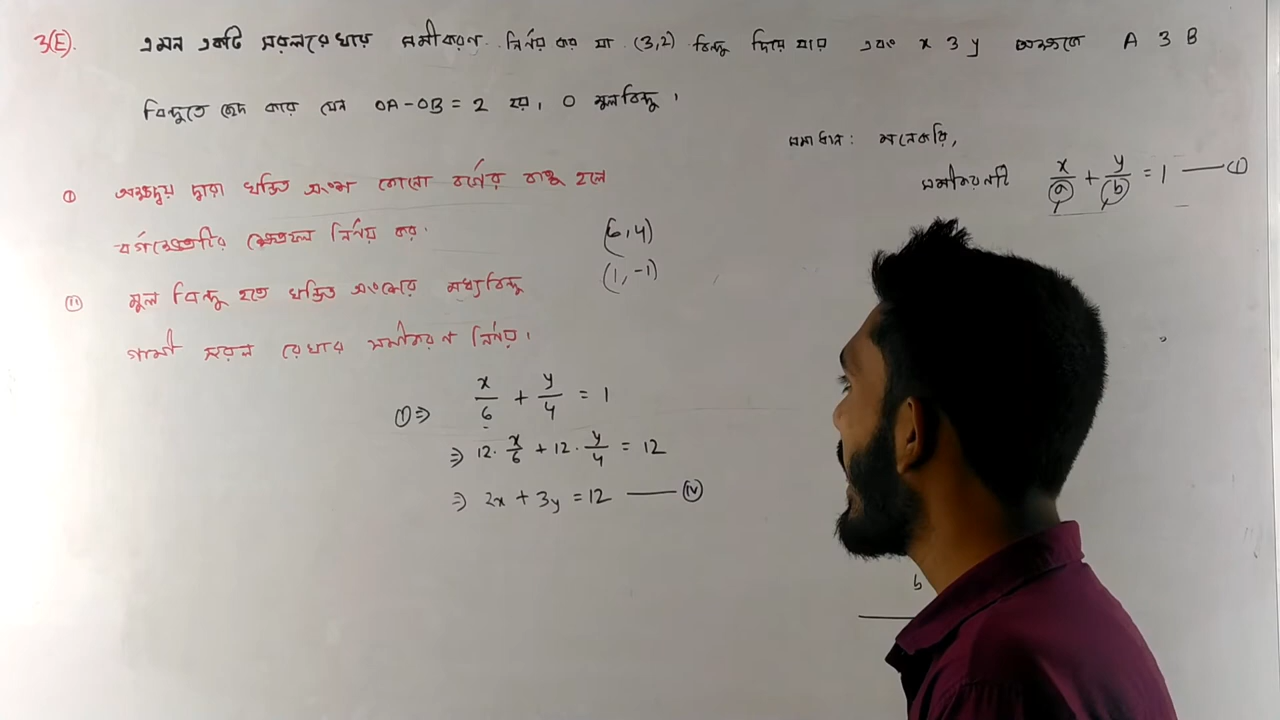 3(E). এমন একটি সরলরেখার সমীকরণ নির্ণয় কর যা (3,2) বিন্দু দিয়ে যায় এবং x ও y অক্ষকে A ও B
বিন্দুতে ছেদ করে যেন OA-OB = 2 হয়, O মূলবিন্দু।
সমাধান: মনেকরি,
সমীকরণটি x/a + y/b = 1 —— (I)
(I) অক্ষদ্বয় দ্বারা খন্ডিত অংশ কোনো বর্গের বাহু হলে
বর্গক্ষেত্রটির ক্ষেত্রফল নির্ণয় কর.
(6,4)
(1,-1)
(II) মূল বিন্দু হতে খন্ডিত অংশের মধ্যবিন্দু
গামী সরল রেখার সমীকরণ নির্ণয়।
(I) ⇒ x/6 + y/4 = 1
⇒ 12. x/6 + 12. y/4 = 12
⇒ 2x + 3y = 12 —— (IV)
b